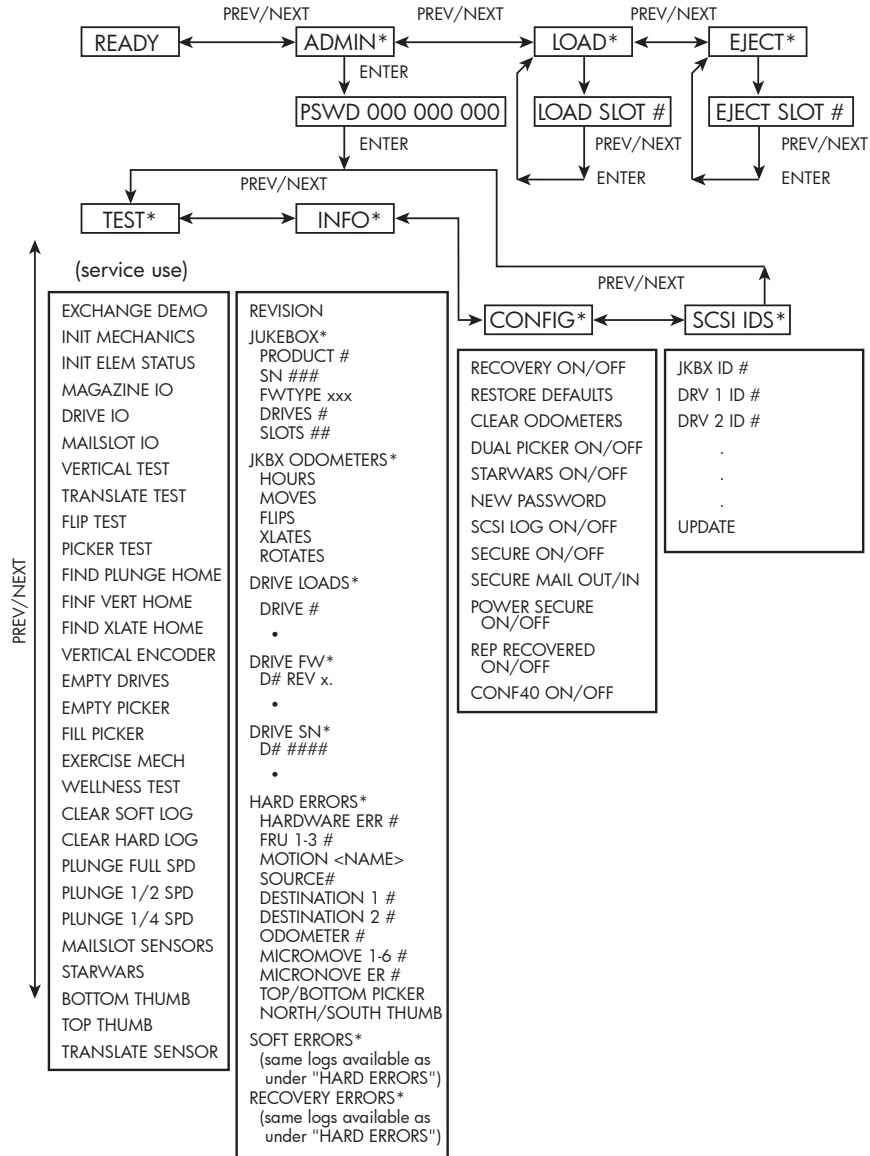 PREV/NEXT PREV/NEXT PREV/NEXT
READY ADMIN* LOAD* EJECT*
ENTER
PSWD 000 000 000 LOAD SLOT # EJECT SLOT #
ENTER PREV/NEXT PREV/NEXT
ENTER ENTER
PREV/NEXT
TEST* INFO*
(service use)
PREV/NEXT
CONFIG* SCSI IDS*
PREV/NEXT
EXCHANGE DEMO
INIT MECHANICS
INIT ELEM STATUS
MAGAZINE IO
DRIVE IO
MAILSLOT IO
VERTICAL TEST
TRANSLATE TEST
FLIP TEST
PICKER TEST
FIND PLUNGE HOME
FINF VERT HOME
FIND XLATE HOME
VERTICAL ENCODER
EMPTY DRIVES
EMPTY PICKER
FILL PICKER
EXERCISE MECH
WELLNESS TEST
CLEAR SOFT LOG
CLEAR HARD LOG
PLUNGE FULL SPD
PLUNGE 1/2 SPD
PLUNGE 1/4 SPD
MAILSLOT SENSORS
STARWARS
BOTTOM THUMB
TOP THUMB
TRANSLATE SENSOR
REVISION
JUKEBOX*
PRODUCT #
SN ###
FWTYPE xxx
DRIVES #
SLOTS ##
JKBX ODOMETERS*
HOURS
MOVES
FLIPS
XLATES
ROTATES
DRIVE LOADS*
DRIVE #
•
DRIVE FW*
D# REV x.
•
DRIVE SN*
D# ####
•
HARD ERRORS*
HARDWARE ERR #
FRU 1-3 #
MOTION <NAME>
SOURCE#
DESTINATION 1 #
DESTINATION 2 #
ODOMETER #
MICROMOVE 1-6 #
MICRONOVE ER #
TOP/BOTTOM PICKER
NORTH/SOUTH THUMB
SOFT ERRORS*
(same logs available as
under "HARD ERRORS")
RECOVERY ERRORS*
(same logs available as
under "HARD ERRORS")
RECOVERY ON/OFF
RESTORE DEFAULTS
CLEAR ODOMETERS
DUAL PICKER ON/OFF
STARWARS ON/OFF
NEW PASSWORD
SCSI LOG ON/OFF
SECURE ON/OFF
SECURE MAIL OUT/IN
POWER SECURE
ON/OFF
REP RECOVERED
ON/OFF
CONF40 ON/OFF
JKBX ID #
DRV 1 ID #
DRV 2 ID #
.
.
.
UPDATE